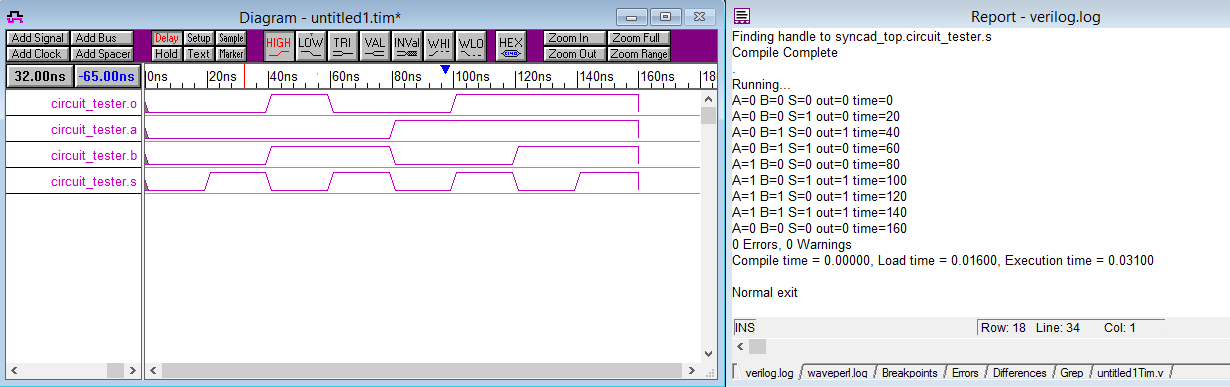 Diagram - untitled1.tim*
Add Signal Add Bus Delay Setup Sample HIGH LOW TRI VAL INVal WHI WLO HEX Zoom In Zoom Full
Add Clock Add Spacer Hold Text Marker Zoom Out Zoom Range
32.00ns -65.00ns 0ns 20ns 40ns 60ns 80ns 100ns 120ns 140ns 160ns 18
circuit_tester.o
circuit_tester.a
circuit_tester.b
circuit_tester.s
Report - verilog.log
Finding handle to syncad_top.circuit_tester.s
Compile Complete
.
Running...
A=0 B=0 S=0 out=0 time=0
A=0 B=0 S=1 out=0 time=20
A=0 B=1 S=0 out=1 time=40
A=0 B=1 S=1 out=0 time=60
A=1 B=0 S=0 out=0 time=80
A=1 B=0 S=1 out=1 time=100
A=1 B=1 S=0 out=1 time=120
A=1 B=1 S=1 out=1 time=140
A=0 B=0 S=0 out=0 time=160
0 Errors, 0 Warnings
Compile time = 0.00000, Load time = 0.01600, Execution time = 0.03100
Normal exit
INS Row: 18 Line: 34 Col: 1
verilog.log / waveperl.log / Breakpoints / Errors / Differences / Grep / untitled1Tim.v /